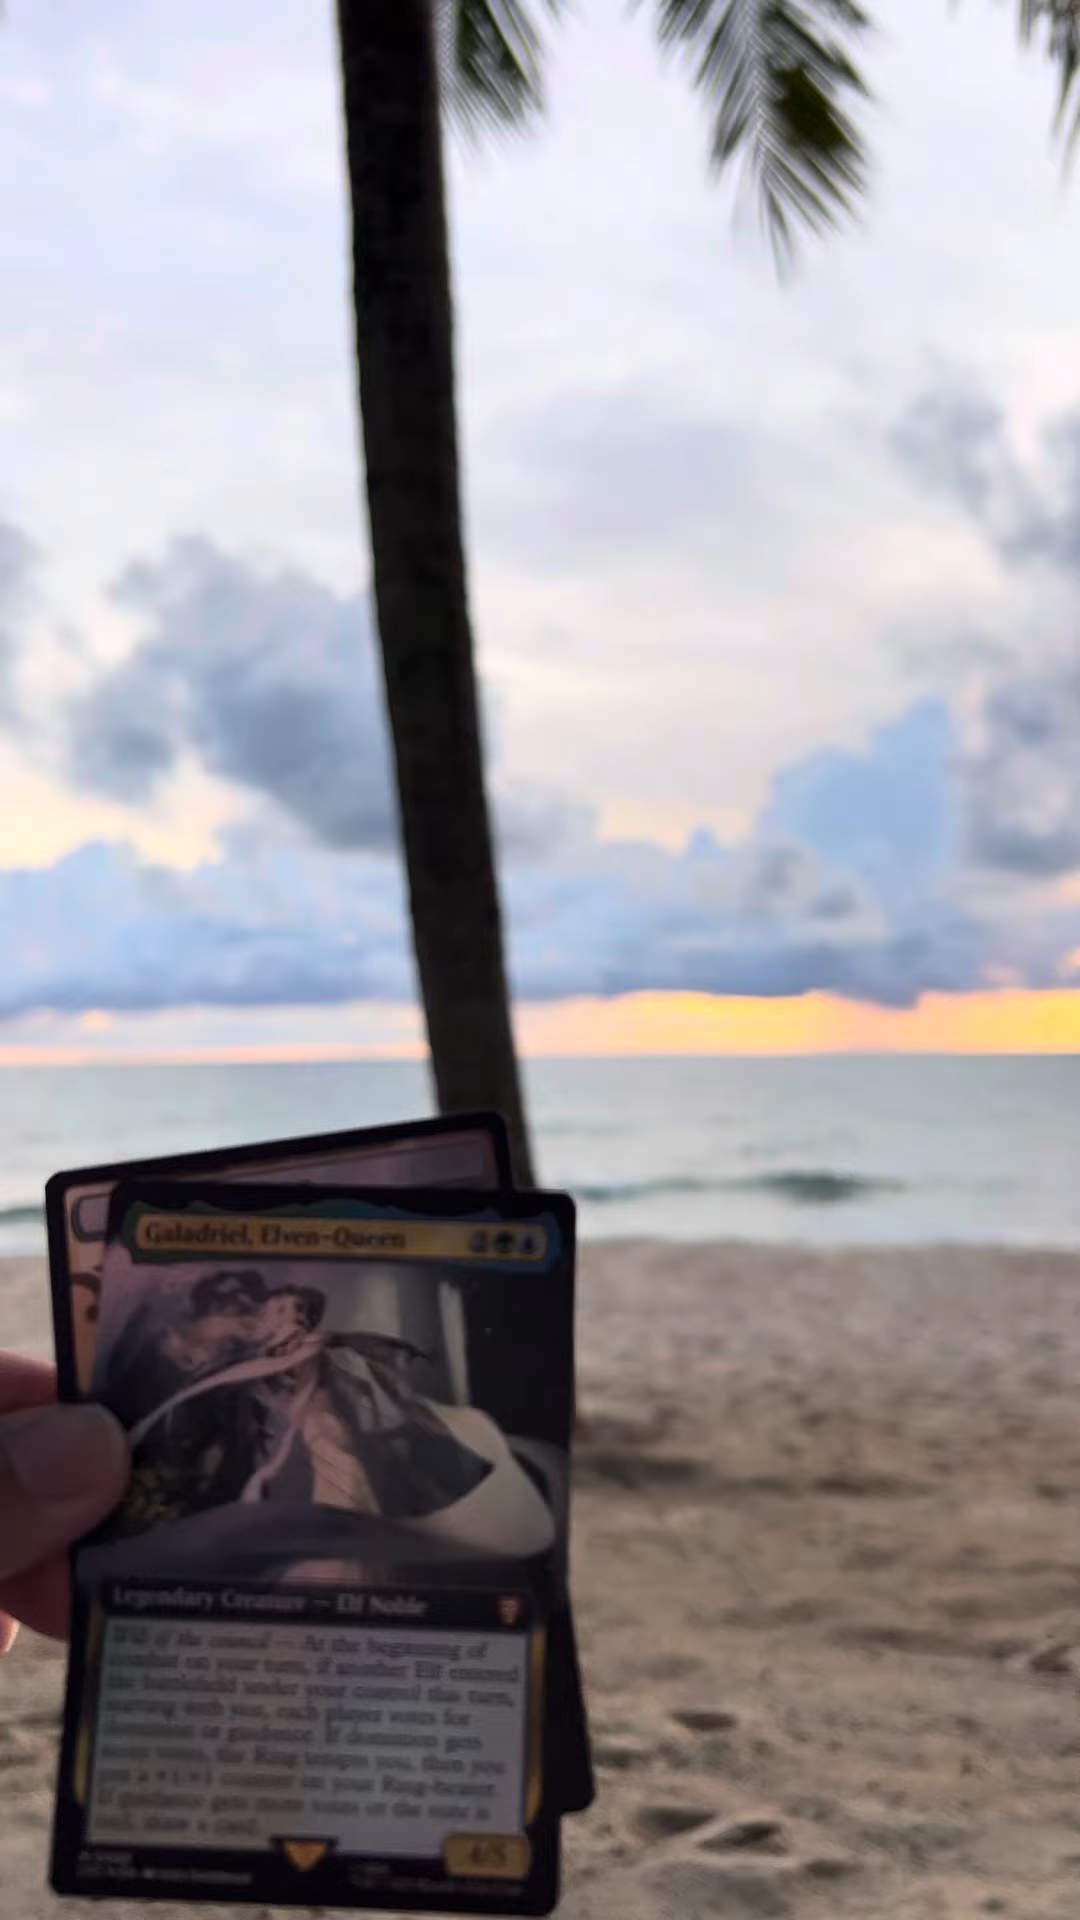 Galadriel, Elven-Queen
Legendary Creature — Elf Noble
Will of the council — At the beginning of
combat on your turn, if another Elf entered
the battlefield under your control this turn,
starting with you, each player votes for
dominion or guidance. If dominion gets
more votes, the Ring tempts you, then you
put a +1/+1 counter on your Ring-bearer.
If guidance gets more votes or the vote is
tied, draw a card.
4/5